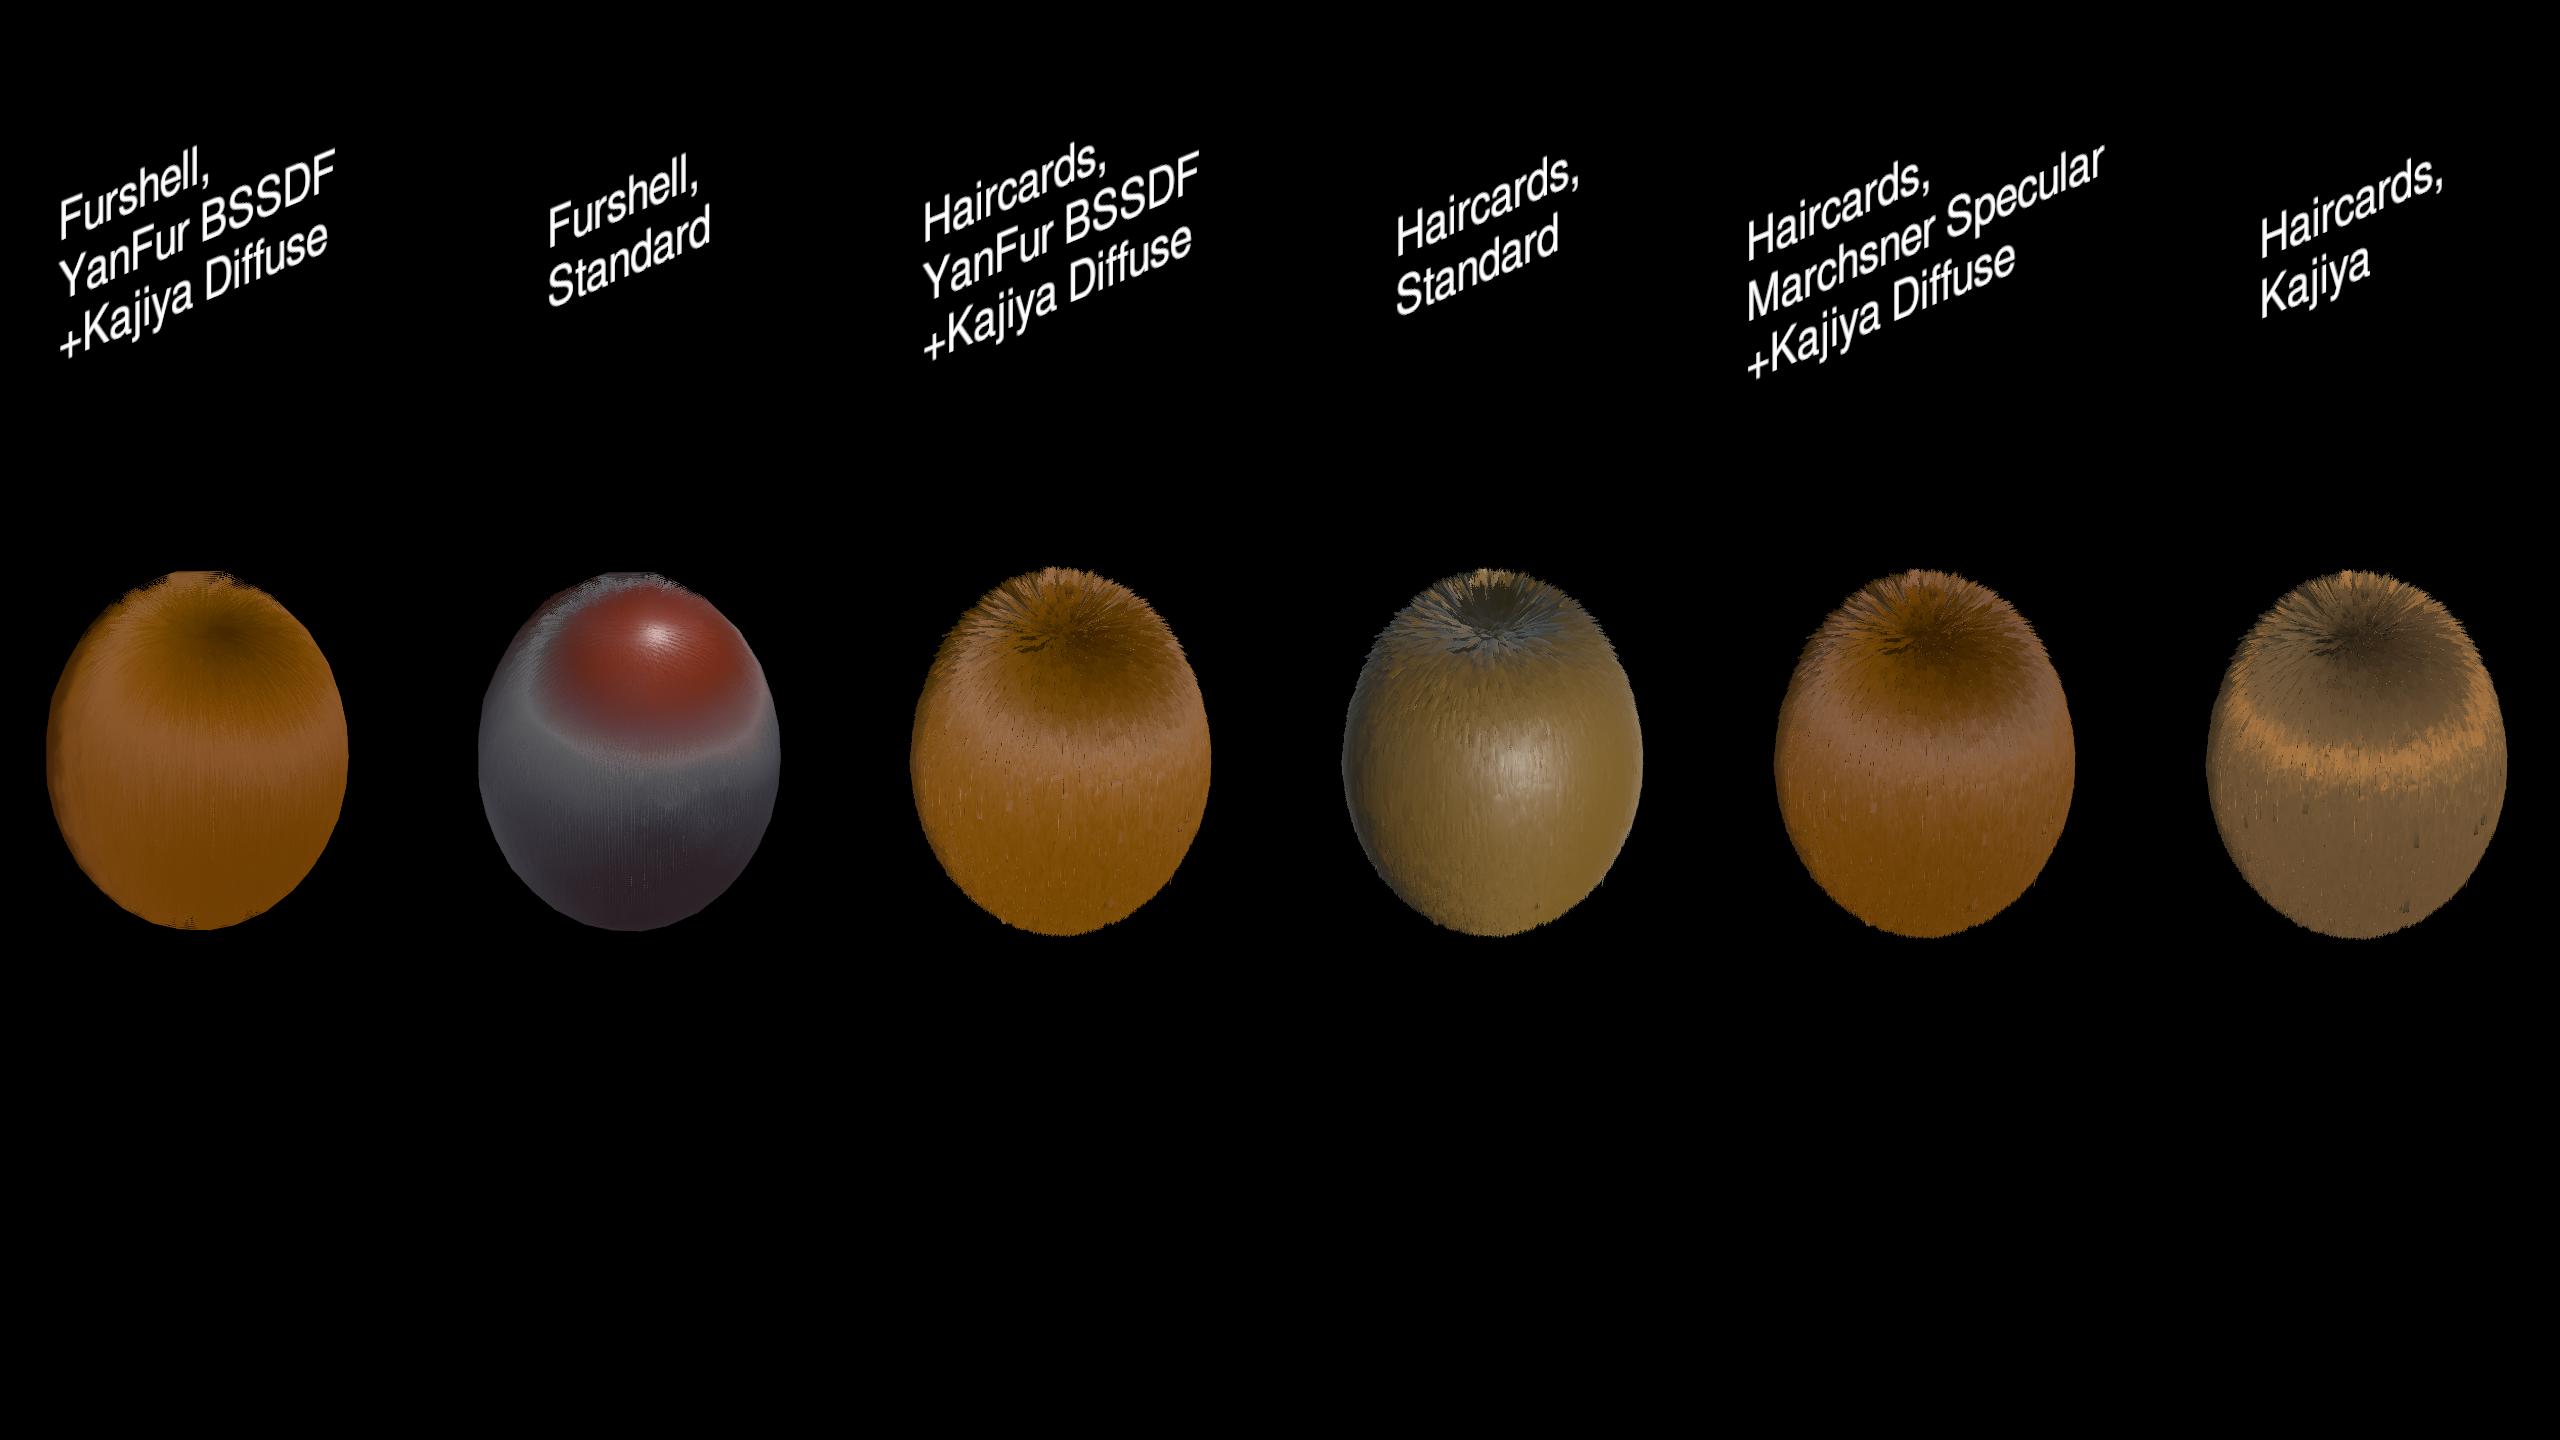 Furshell,
YanFur BSSDF
+Kajiya Diffuse
Furshell,
Standard
Haircards,
YanFur BSSDF
+Kajiya Diffuse
Haircards,
Standard
Haircards,
Marchsner Specular
+Kajiya Diffuse
Haircards,
Kajiya